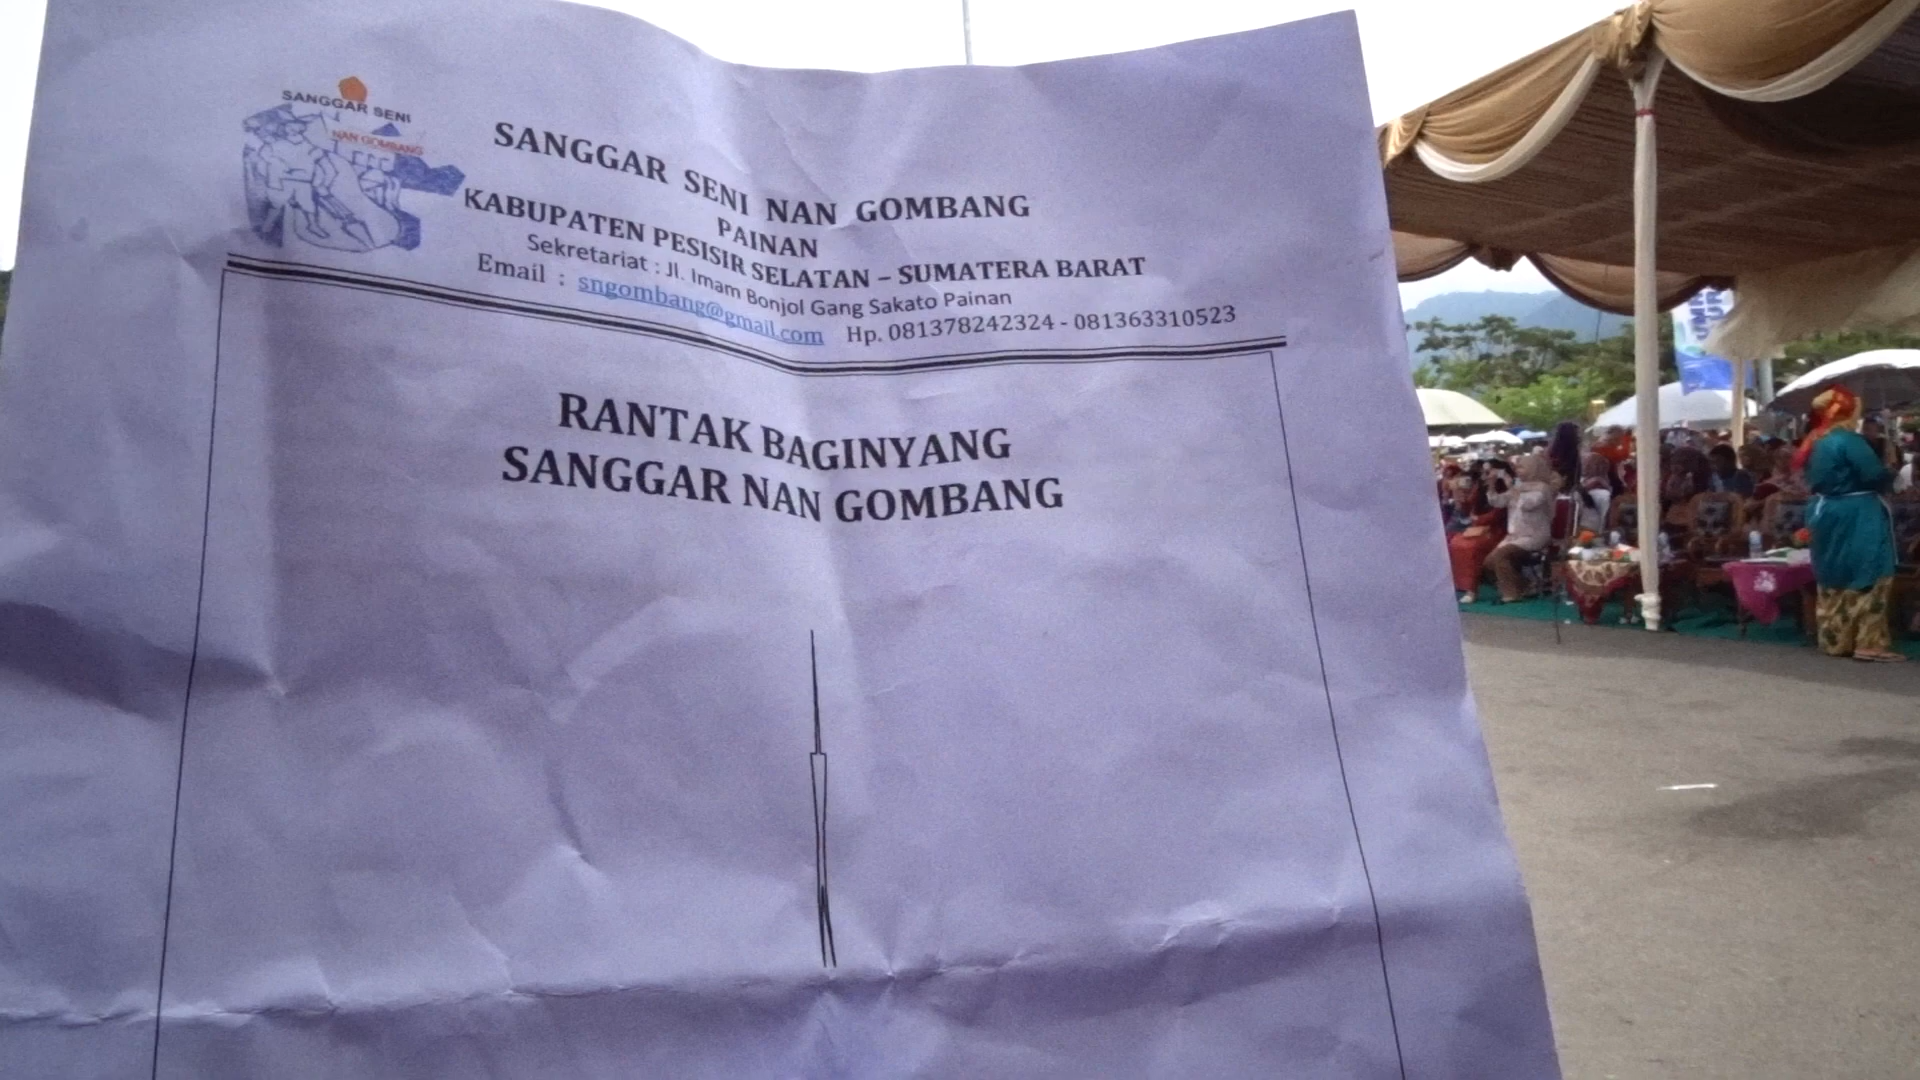 SANGGAR SENI
NAN GOMBANG
SANGGAR SENI NAN GOMBANG
PAINAN
KABUPATEN PESISIR SELATAN – SUMATERA BARAT
Sekretariat : Jl. Imam Bonjol Gang Sakato Painan
Email : sngombang@gmail.com Hp. 081378242324 - 081363310523
RANTAK BAGINYANG
SANGGAR NAN GOMBANG